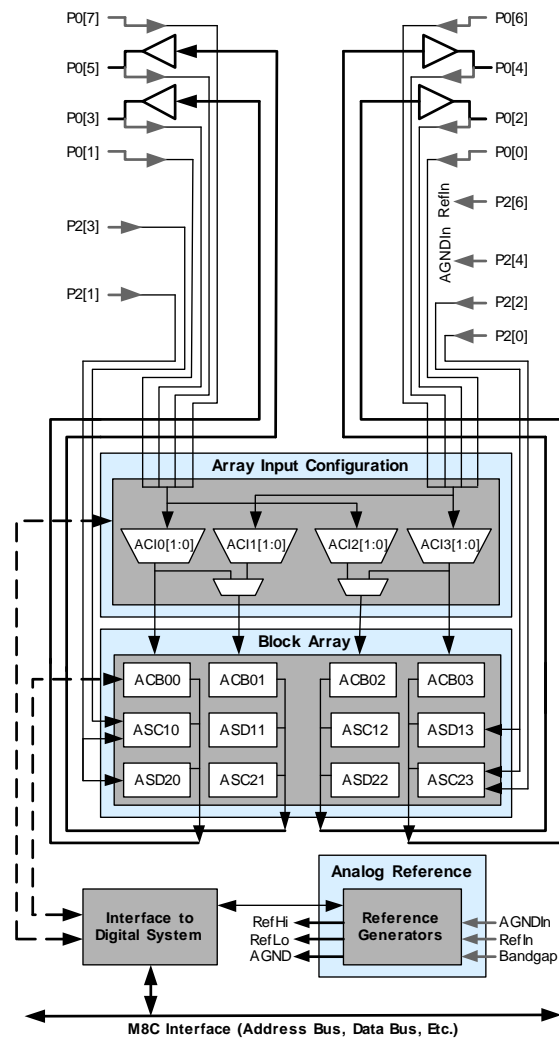 P0[7]
P0[6]
P0[5]
P0[4]
P0[3]
P0[2]
P0[1]
P0[0]
P2[6]
RefIn
P2[3]
P2[4]
AGNDIn
P2[1]
P2[2]
P2[0]
Array Input Configuration
ACI0[1:0] ACI1[1:0] ACI2[1:0] ACI3[1:0]
Block Array
ACB00 ACB01 ACB02 ACB03
ASC10 ASD11 ASC12 ASD13
ASD20 ASC21 ASD22 ASC23
Analog Reference
Interface to
Digital System
RefHi
RefLo
AGND
Reference
Generators
AGNDIn
RefIn
Bandgap
M8C Interface (Address Bus, Data Bus, Etc.)